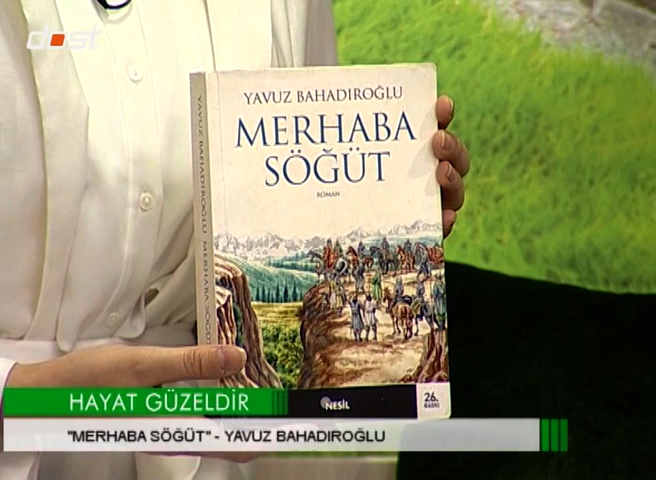 dost
YAVUZ BAHADIROĞLU
MERHABA
SÖĞÜT
ROMAN
YAVUZ BAHADIROĞLU MERHABA SÖĞÜT
NESİL
26.
BASKI
HAYAT GÜZELDİR
"MERHABA SÖĞÜT" - YAVUZ BAHADIROĞLU